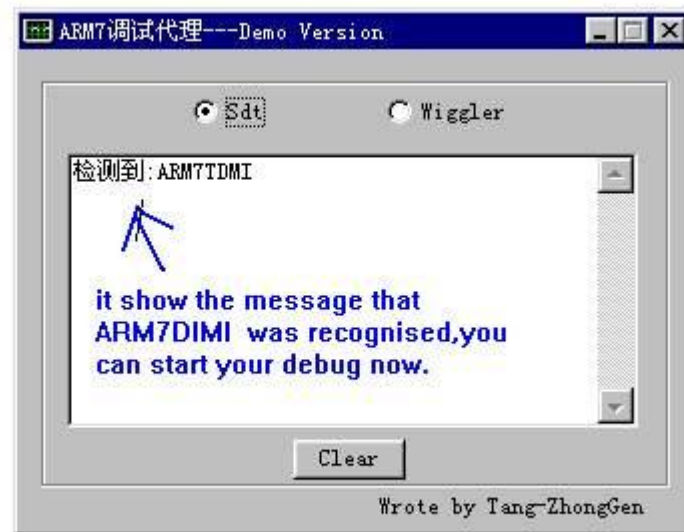 ARM7调试代理---Demo Version
Sdt Wiggler
检测到:ARM7TDMI
it show the message that
ARM7DIMI was recognised,you
can start your debug now.
Clear
Wrote by Tang-ZhongGen